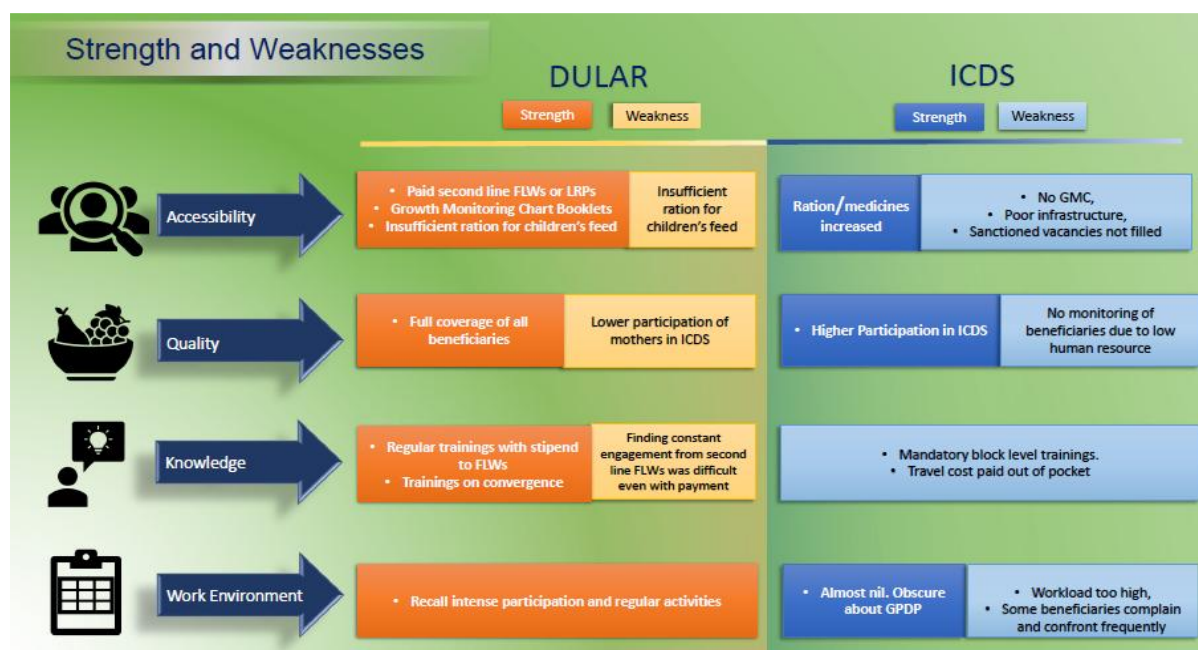 Strength and Weaknesses
DULAR
ICDS
Strength
Weakness
Strength
Weakness
Accessibility
• Paid second line FLWs or LRPs
• Growth Monitoring Chart Booklets
• Insufficient ration for children's feed
Insufficient
ration for
children's feed
Ration/medicines
increased
• No GMC,
• Poor infrastructure,
• Sanctioned vacancies not filled
Quality
• Full coverage of all
beneficiaries
Lower participation of
mothers in ICDS
• Higher Participation in ICDS
No monitoring of
beneficiaries due to low
human resource
Knowledge
• Regular trainings with stipend
to FLWs
• Trainings on convergence
Finding constant
engagement from second
line FLWs was difficult
even with payment
• Mandatory block level trainings.
• Travel cost paid out of pocket
Work Environment
• Recall intense participation and regular activities
• Almost nil. Obscure
about GPDP
• Workload too high,
• Some beneficiaries complain
and confront frequently